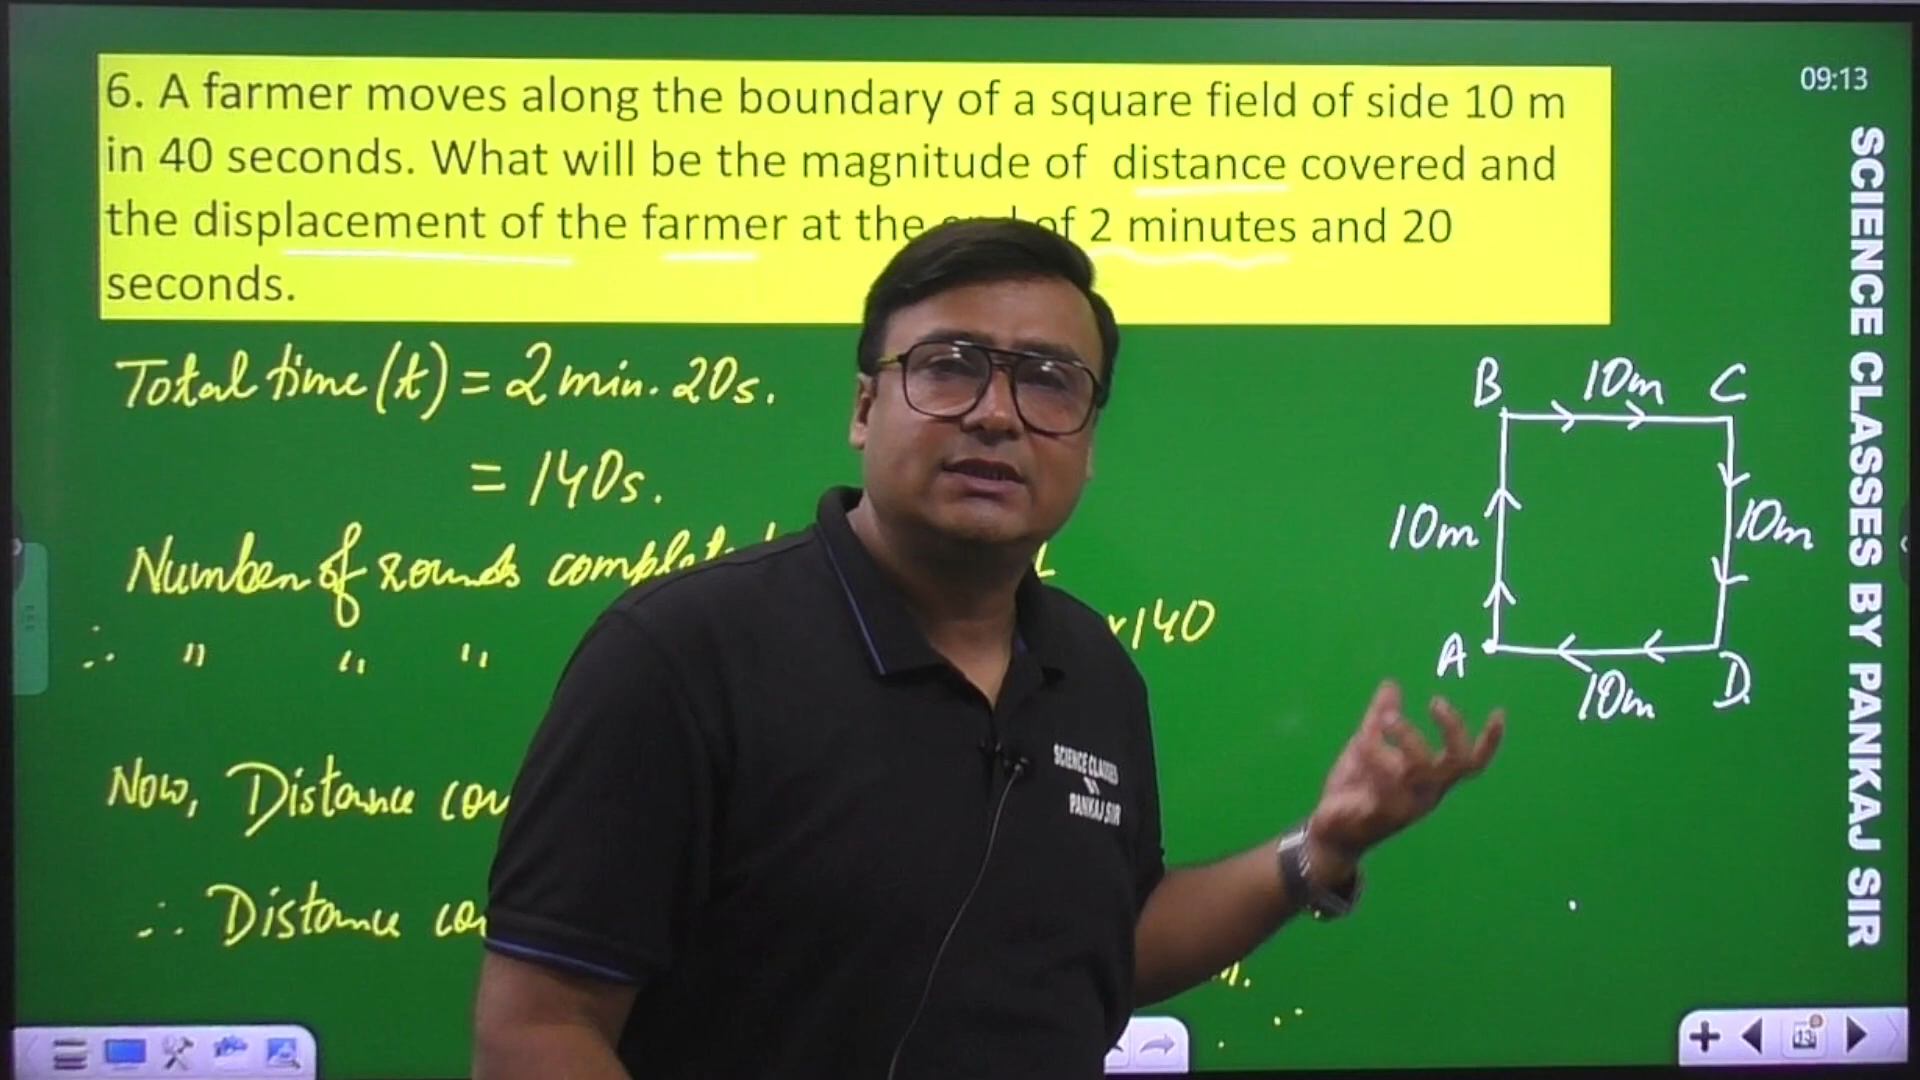 6. A farmer moves along the boundary of a square field of side 10 m
in 40 seconds. What will be the magnitude of distance covered and
the displacement of the farmer at the of 2 minutes and 20
seconds.
09:13
Total time (t) = 2 min. 20s.
= 140s.
Number of rounds
∴ " " "
×140
Now, Distance
∴ Distance
m.
B 10m C
10m 10m
A 10m D
SCIENCE CLASSES BY PANKAJ SIR
SCIENCE CLASSES
BY
PANKAJ SIR
13